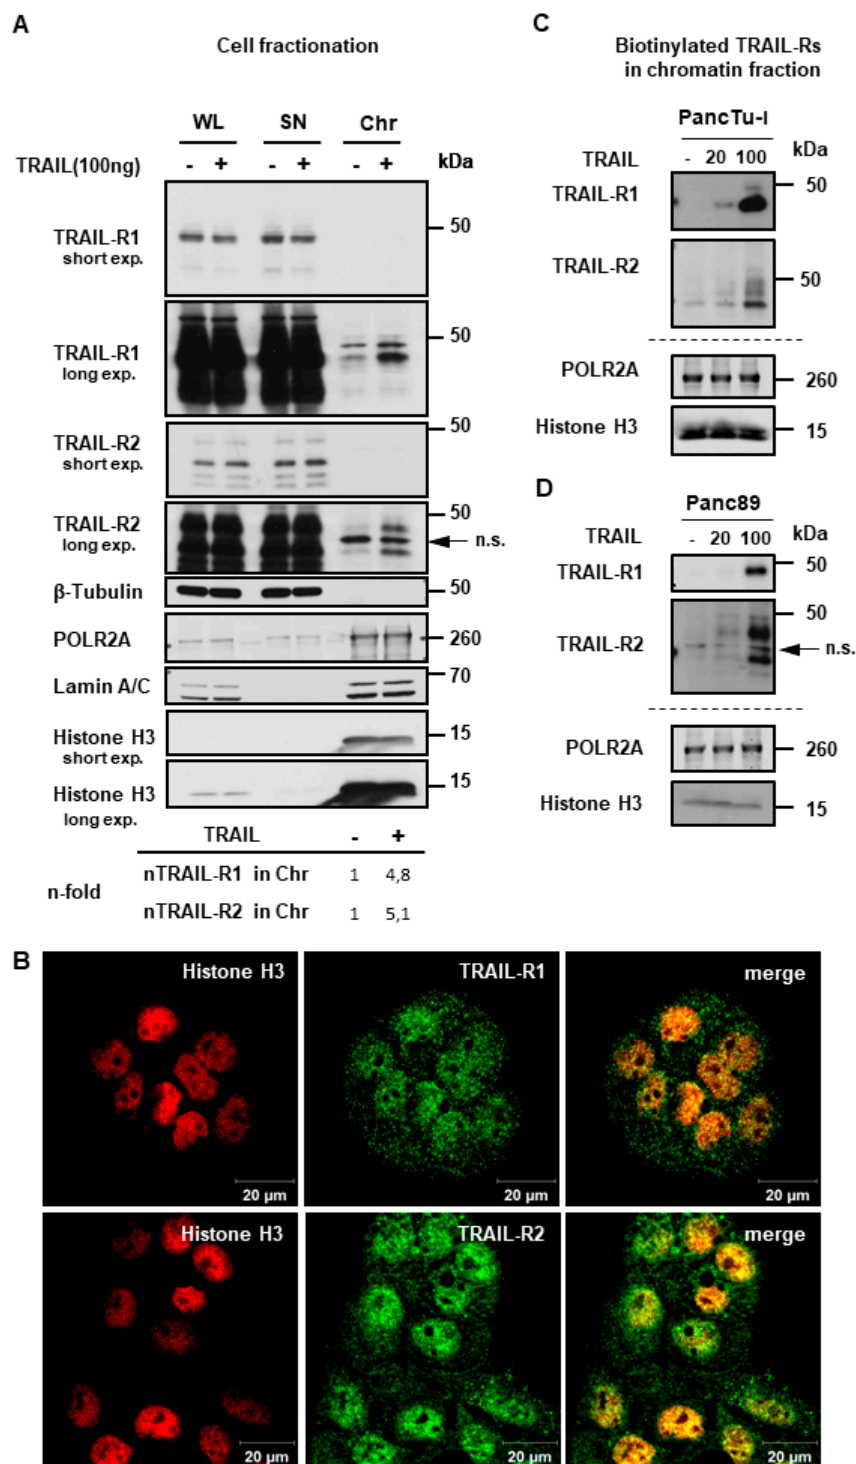 A
Cell fractionation
WL SN Chr
TRAIL(100ng) - + - + - + kDa
TRAIL-R1
short exp.
50
TRAIL-R1
long exp.
50
TRAIL-R2
short exp.
50
TRAIL-R2
long exp.
50
n.s.
β-Tubulin 50
POLR2A 260
Lamin A/C 70
Histone H3
short exp.
15
Histone H3
long exp.
15
TRAIL - +
n-fold
nTRAIL-R1 in Chr 1 4,8
nTRAIL-R2 in Chr 1 5,1
C
Biotinylated TRAIL-Rs
in chromatin fraction
PancTu-I
TRAIL - 20 100 kDa
TRAIL-R1 50
TRAIL-R2 50
POLR2A 260
Histone H3 15
D
Panc89
TRAIL - 20 100 kDa
TRAIL-R1 50
TRAIL-R2 50
n.s.
POLR2A 260
Histone H3 15
B
Histone H3 TRAIL-R1 merge
20 µm 20 µm 20 µm
Histone H3 TRAIL-R2 merge
20 µm 20 µm 20 µm